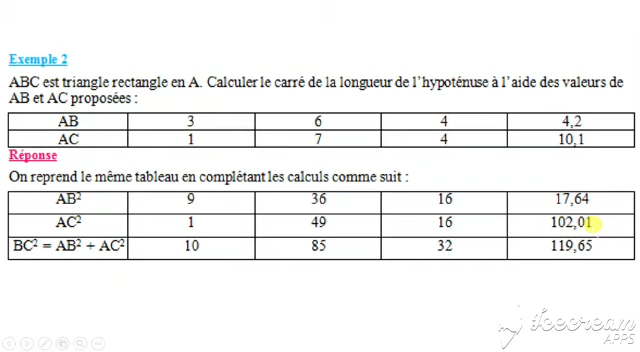 Exemple 2
ABC est triangle rectangle en A. Calculer le carré de la longueur de l'hypoténuse à l'aide des valeurs de
AB et AC proposées :
AB 3 6 4 4,2
AC 1 7 4 10,1
Réponse
On reprend le même tableau en complétant les calculs comme suit :
AB² 9 36 16 17,64
AC² 1 49 16 102,01
BC² = AB² + AC² 10 85 32 119,65
Icecream
APPS